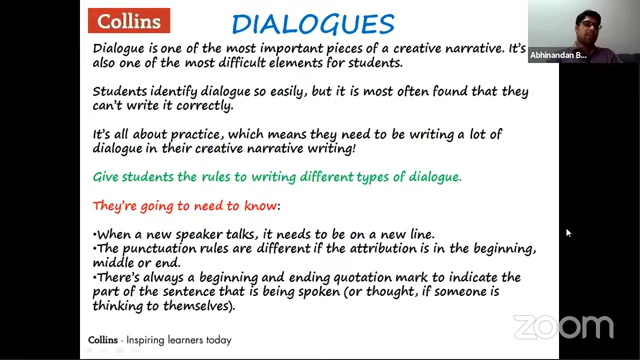 Collins
DIALOGUES
Dialogue is one of the most important pieces of a creative narrative. It's
also one of the most difficult elements for students.
Students identify dialogue so easily, but it is most often found that they
can't write it correctly.
It's all about practice, which means they need to be writing a lot of
dialogue in their creative narrative writing!
Give students the rules to writing different types of dialogue.
They're going to need to know:
•When a new speaker talks, it needs to be on a new line.
•The punctuation rules are different if the attribution is in the beginning,
middle or end.
•There's always a beginning and ending quotation mark to indicate the
part of the sentence that is being spoken (or thought, if someone is
thinking to themselves).
Collins · Inspiring learners today
Abhinandan B...
zoom